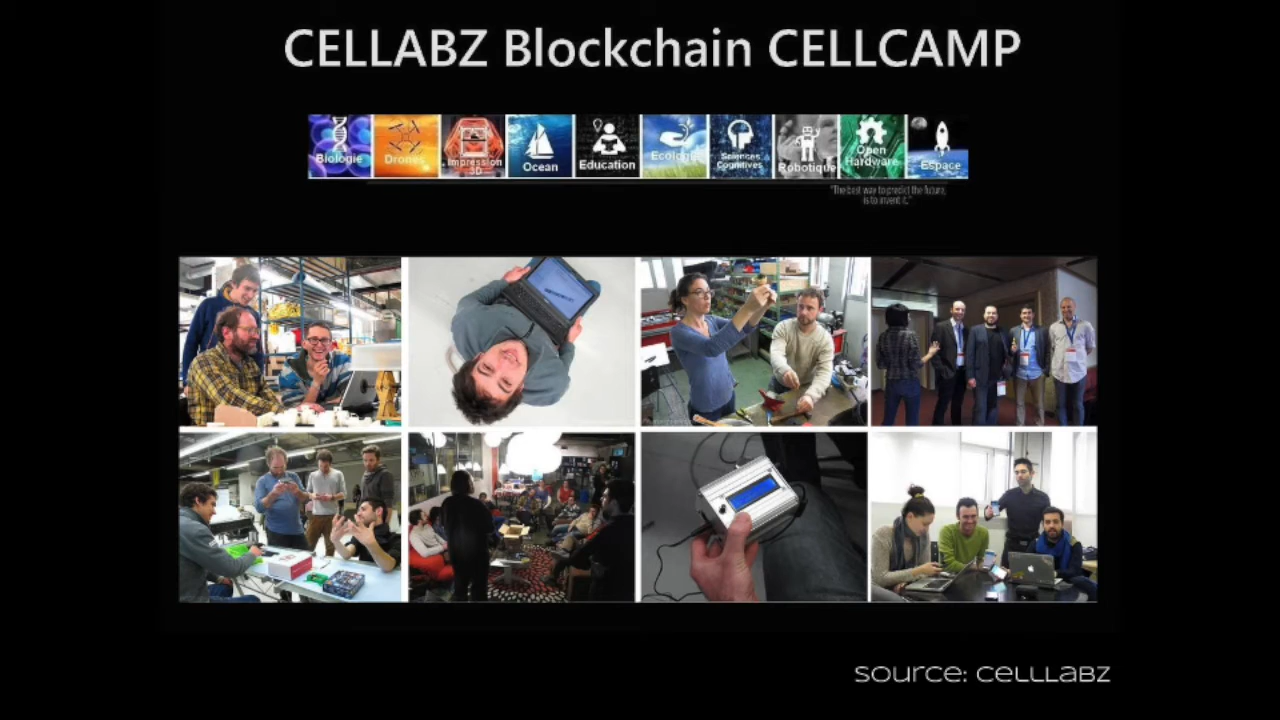 CELLABZ Blockchain CELLCAMP
Biologie
Drones
Impression
3D
Ocean
Education
Ecologie
Sciences
Cognitives
Robotique
Open
Hardware
Espace
"The best way to predict the future,
is to invent it."
source: celllabz